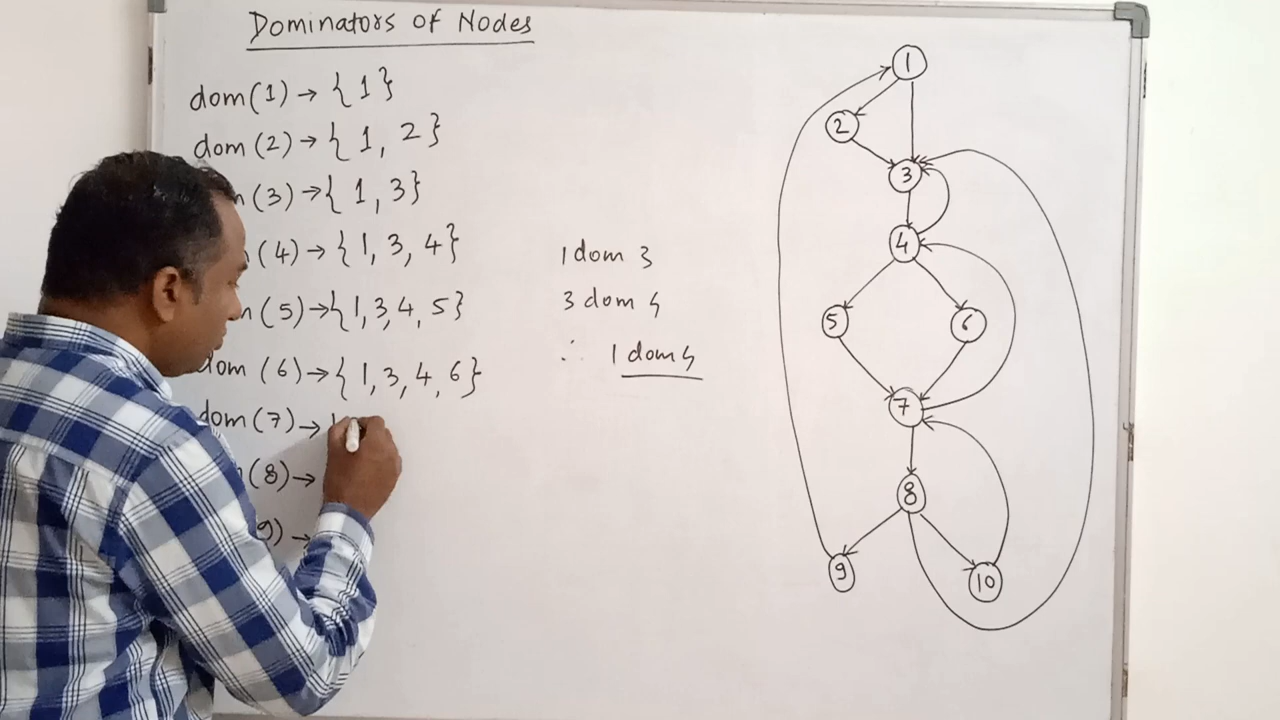 Dominators of Nodes
dom(1) → { 1 }
dom(2) → { 1, 2 }
(3) → { 1, 3 }
(4) → { 1, 3, 4 }
(5) → { 1, 3, 4, 5 }
dom (6) → { 1, 3, 4, 6 }
dom(7) →
(8) →
9) →
1 dom 3
3 dom 4
∴ 1 dom 4
1
2
3
4
5
6
7
8
9
10